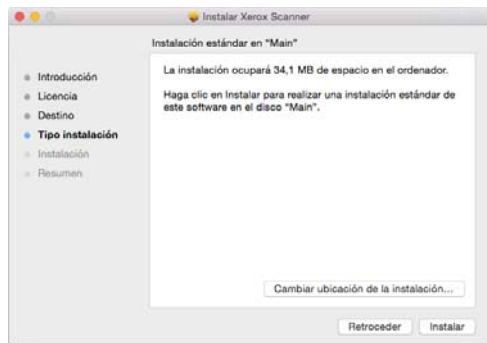 Instalar Xerox Scanner
Instalación estándar en "Main"
Introducción
Licencia
Destino
Tipo instalación
Instalación
Resumen
La instalación ocupará 34,1 MB de espacio en el ordenador.
Haga clic en Instalar para realizar una instalación estándar de
este software en el disco "Main".
Cambiar ubicación de la instalación...
Retroceder
Instalar